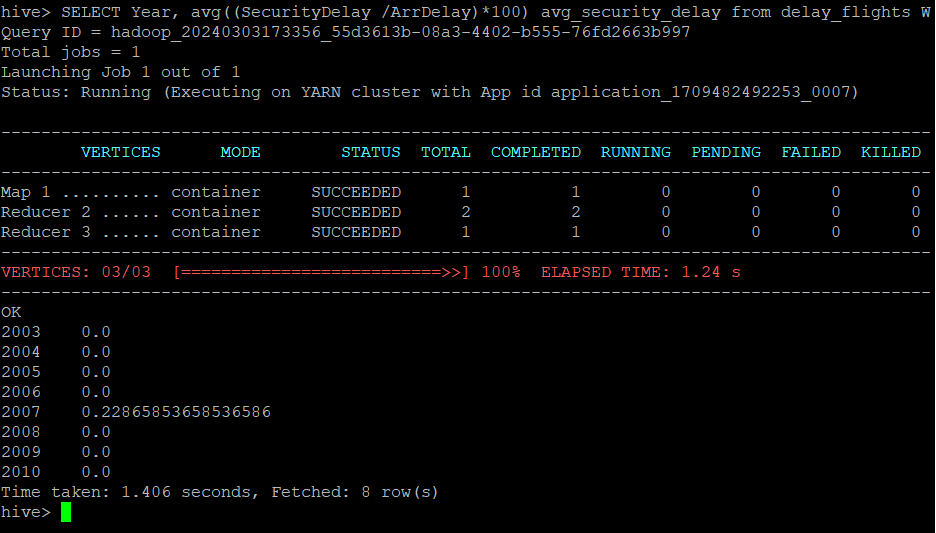 hive> SELECT Year, avg((SecurityDelay /ArrDelay)*100) avg_security_delay from delay_flights W
Query ID = hadoop_20240303173356_55d3613b-08a3-4402-b555-76fd2663b997
Total jobs = 1
Launching Job 1 out of 1
Status: Running (Executing on YARN cluster with App id application_1709482492253_0007)
----------------------------------------------------------------------------------------------
VERTICES MODE STATUS TOTAL COMPLETED RUNNING PENDING FAILED KILLED
----------------------------------------------------------------------------------------------
Map 1 .......... container SUCCEEDED 1 1 0 0 0 0
Reducer 2 ...... container SUCCEEDED 2 2 0 0 0 0
Reducer 3 ...... container SUCCEEDED 1 1 0 0 0 0
----------------------------------------------------------------------------------------------
VERTICES: 03/03 [==========================>>] 100% ELAPSED TIME: 1.24 s
----------------------------------------------------------------------------------------------
OK
2003 0.0
2004 0.0
2005 0.0
2006 0.0
2007 0.22865853658536586
2008 0.0
2009 0.0
2010 0.0
Time taken: 1.406 seconds, Fetched: 8 row(s)
hive>